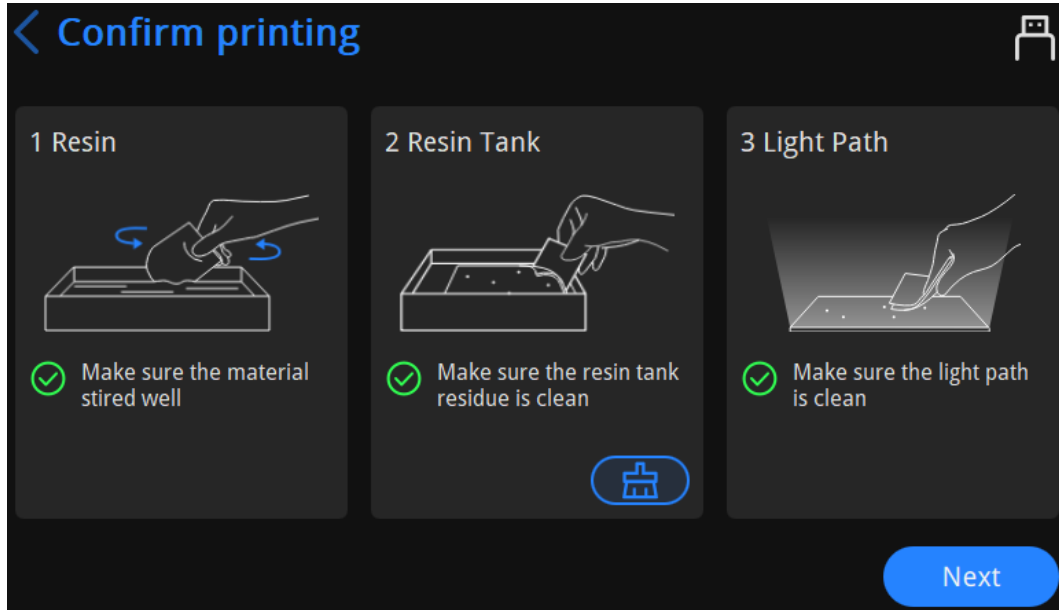 Confirm printing
1 Resin
Make sure the material
stired well
2 Resin Tank
Make sure the resin tank
residue is clean
3 Light Path
Make sure the light path
is clean
Next